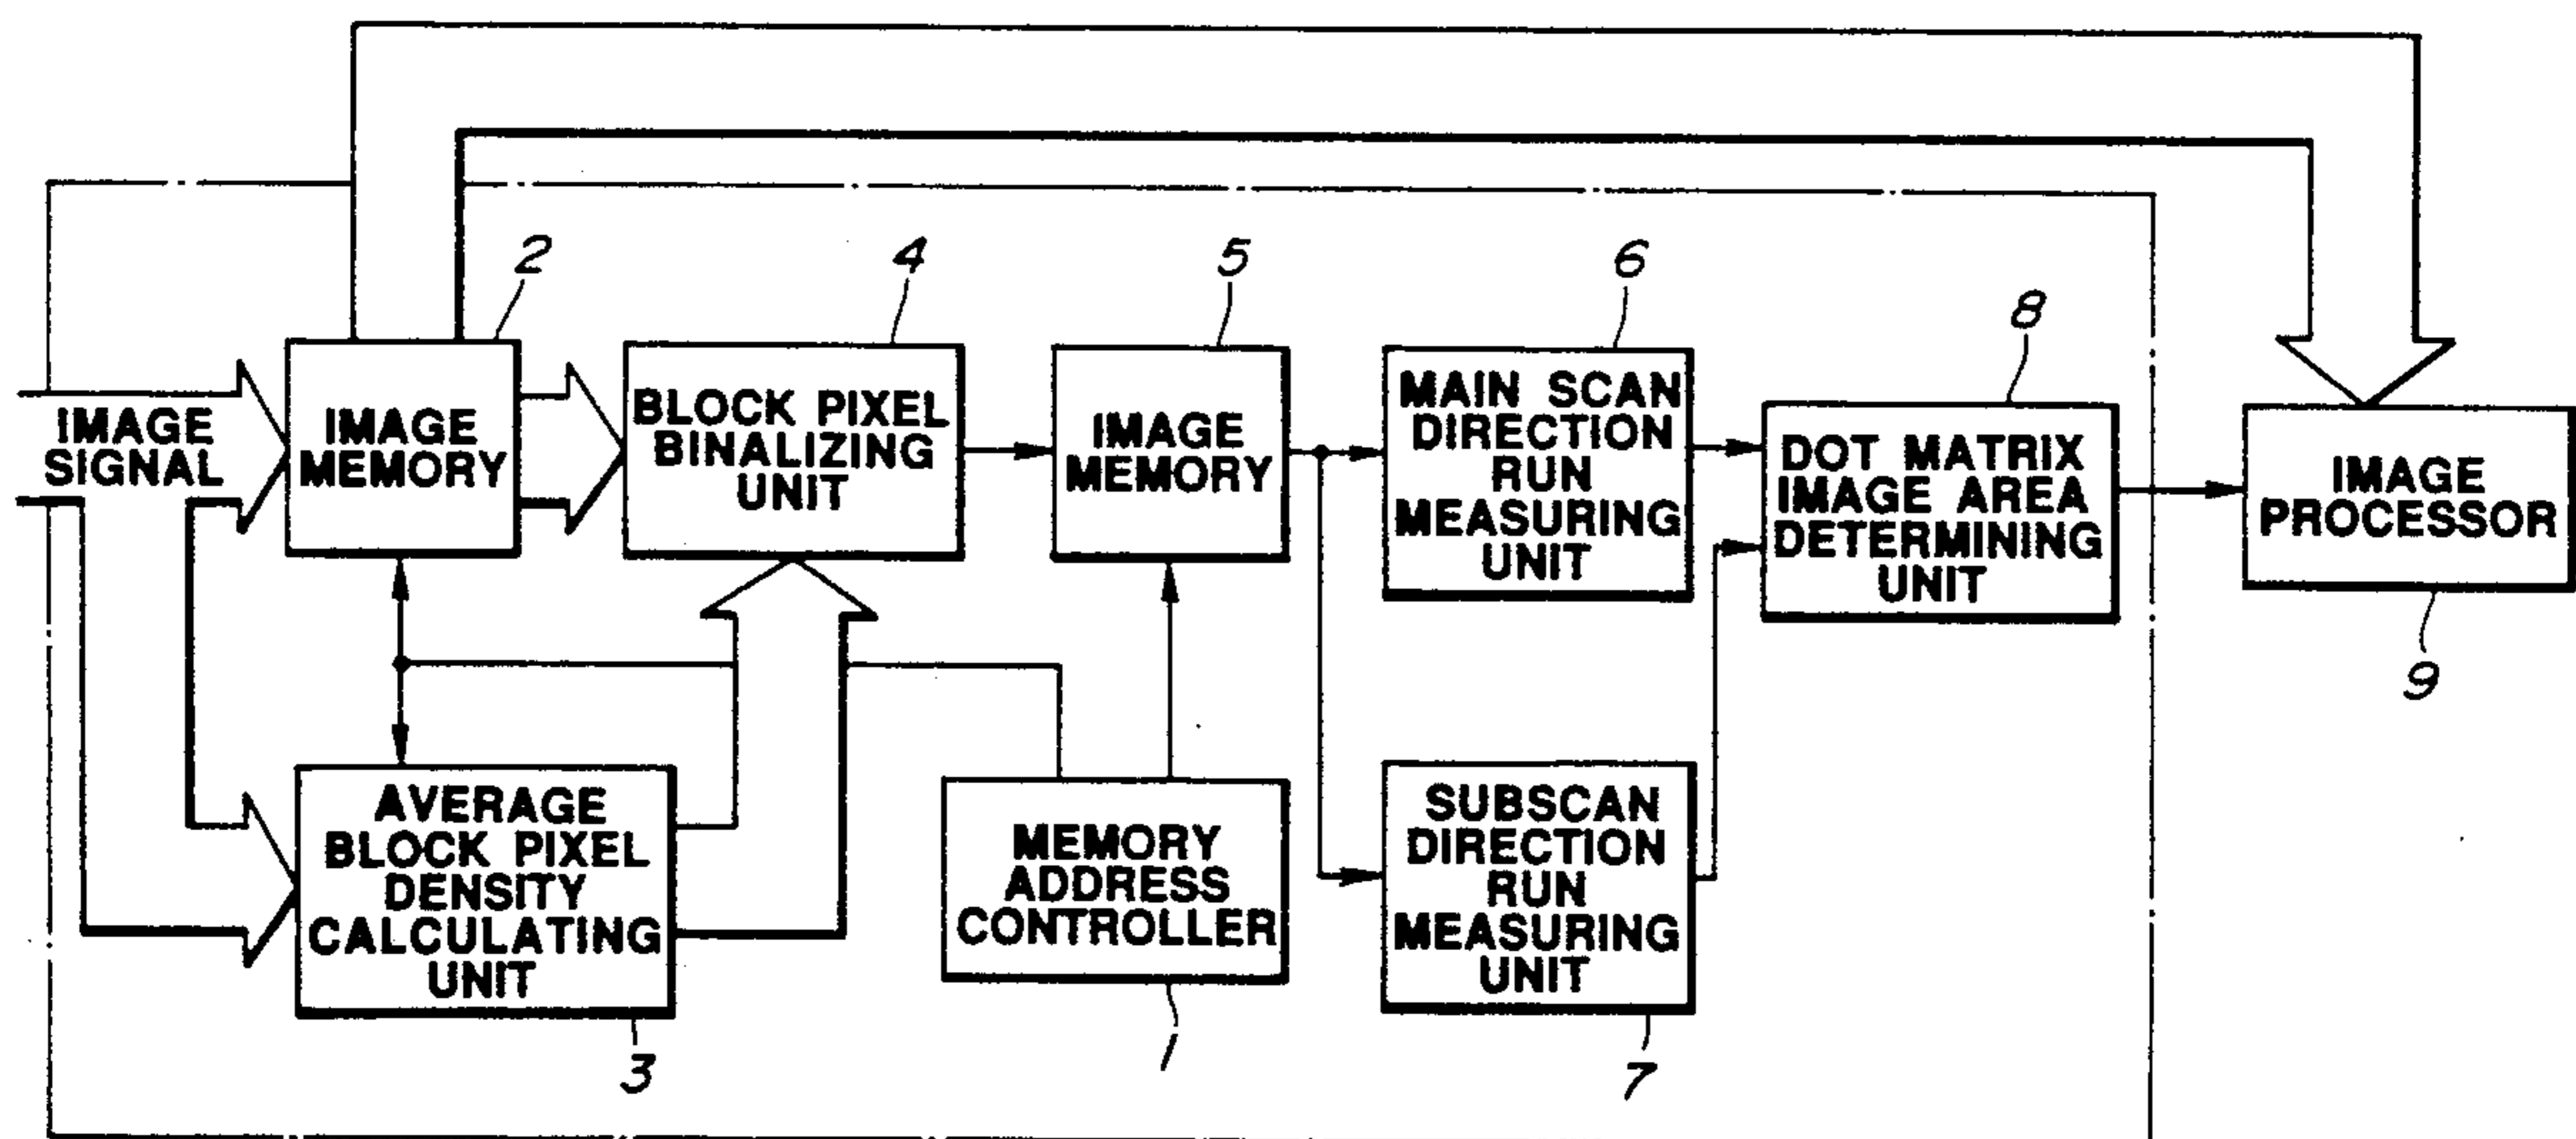 2
4
5
6
8
IMAGE
SIGNAL
IMAGE
MEMORY
BLOCK PIXEL
BINALIZING
UNIT
IMAGE
MEMORY
MAIN SCAN
DIRECTION
RUN
MEASURING
UNIT
DOT MATRIX
IMAGE AREA
DETERMINING
UNIT
IMAGE
PROCESSOR
9
AVERAGE
BLOCK PIXEL
DENSITY
CALCULATING
UNIT
3
MEMORY
ADDRESS
CONTROLLER
1
SUBSCAN
DIRECTION
RUN
MEASURING
UNIT
7